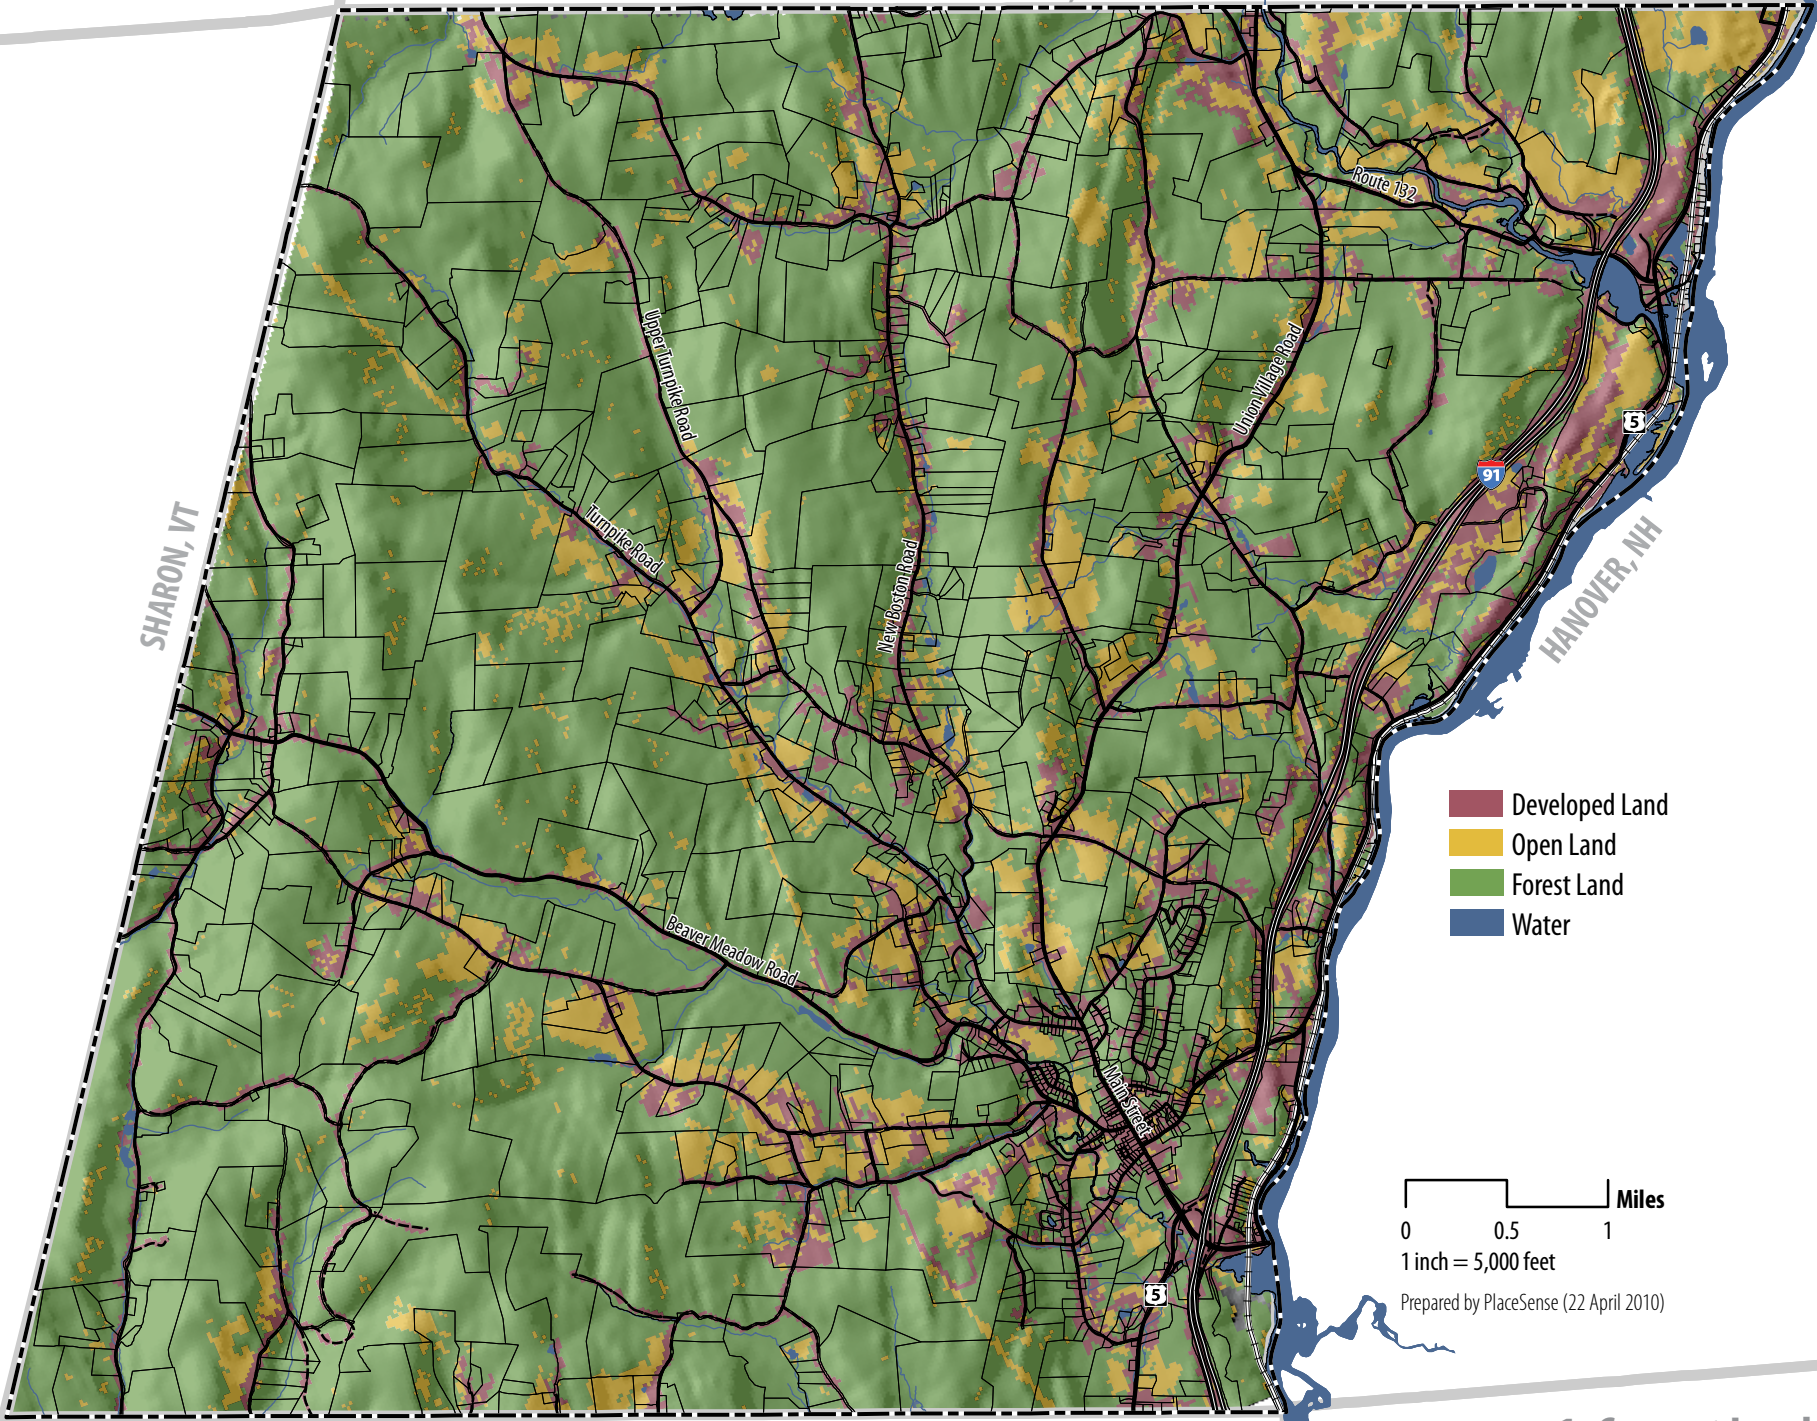 Route 132
Upper Turnpike Road
Union Village Road
5
91
Turnpike Road
SHARON, VT
New Boston Road
HANOVER, NH
Developed Land
Open Land
Forest Land
Water
Beaver Meadow Road
Main Street
Miles
0 0.5 1
1 inch = 5,000 feet
5
Prepared by PlaceSense (22 April 2010)